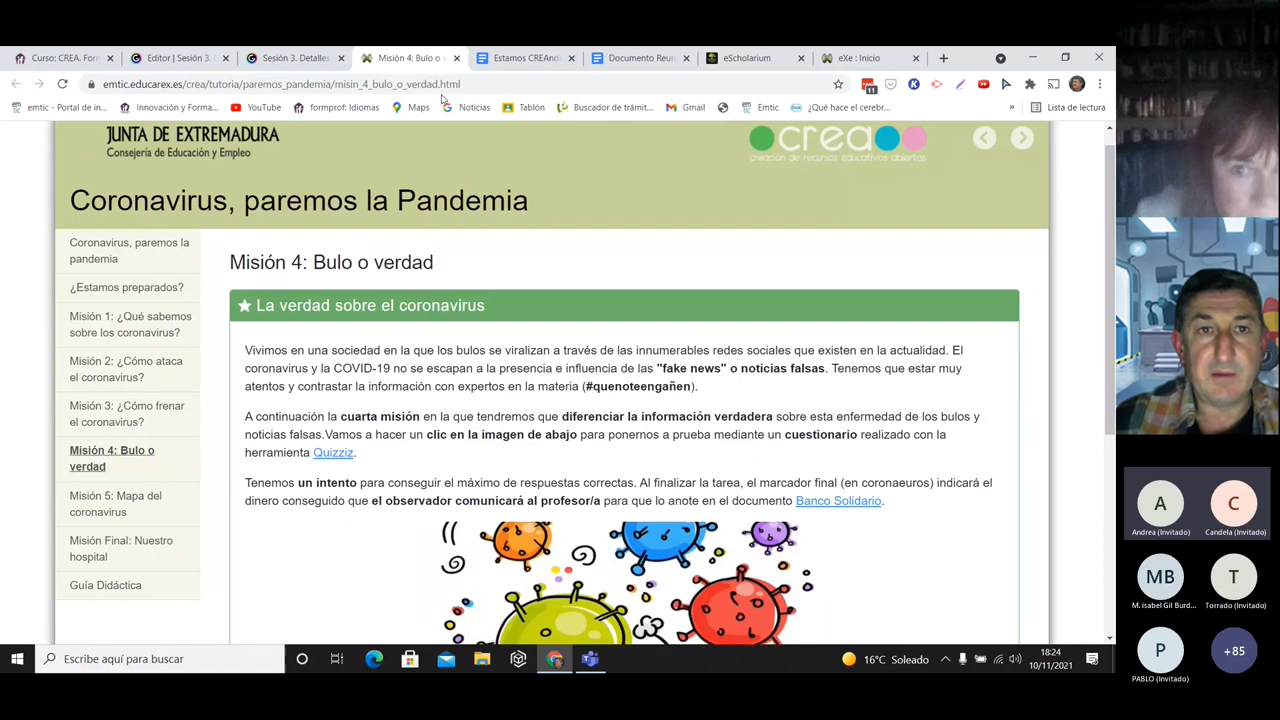 Curso: CREA. Form
Editor | Sesión 3. T
Sesión 3. Detalles
Misión 4: Bulo o v
Estamos CREAnd
Documento Reun
eScholarium
eXe : Inicio
emtic.educarex.es/crea/tutoria/paremos_pandemia/misin_4_bulo_o_verdad.html
11
emtic - Portal de in...
Innovación y Forma...
YouTube
formprof: Idiomas
Maps
Noticias
Tablón
Buscador de trámit...
Gmail
Emtic
¿Qué hace el cerebr...
»
Lista de lectura
JUNTA DE EXTREMADURA
Consejería de Educación y Empleo
crea
creación de recursos educativos abiertos
Coronavirus, paremos la Pandemia
Coronavirus, paremos la
pandemia
¿Estamos preparados?
Misión 1: ¿Qué sabemos
sobre los coronavirus?
Misión 2: ¿Cómo ataca
el coronavirus?
Misión 3: ¿Cómo frenar
el coronavirus?
Misión 4: Bulo o
verdad
Misión 5: Mapa del
coronavirus
Misión Final: Nuestro
hospital
Guía Didáctica
Misión 4: Bulo o verdad
La verdad sobre el coronavirus
Vivimos en una sociedad en la que los bulos se viralizan a través de las innumerables redes sociales que existen en la actualidad. El
coronavirus y la COVID-19 no se escapan a la presencia e influencia de las "fake news" o noticias falsas. Tenemos que estar muy
atentos y contrastar la información con expertos en la materia (#quenoteengañen).
A continuación la cuarta misión en la que tendremos que diferenciar la información verdadera sobre esta enfermedad de los bulos y
noticias falsas.Vamos a hacer un clic en la imagen de abajo para ponernos a prueba mediante un cuestionario realizado con la
herramienta Quizziz.
Tenemos un intento para conseguir el máximo de respuestas correctas. Al finalizar la tarea, el marcador final (en coronaeuros) indicará el
dinero conseguido que el observador comunicará al profesor/a para que lo anote en el documento Banco Solidario.
A
Andrea (Invitado)
C
Candela (Invitado)
MB
M. isabel Gil Burd...
T
Torrado (Invitado)
P
PABLO (Invitado)
+85
Escribe aquí para buscar
16°C Soleado
18:24
10/11/2021